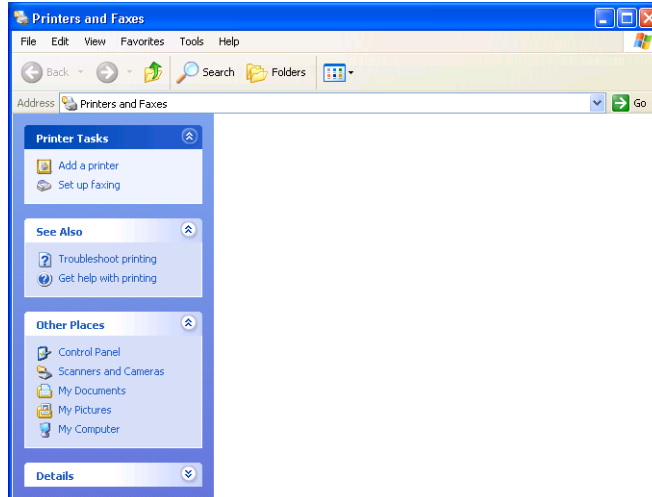 Printers and Faxes
File Edit View Favorites Tools Help
Back Search Folders
Address Printers and Faxes Go
Printer Tasks
Add a printer
Set up faxing
See Also
Troubleshoot printing
Get help with printing
Other Places
Control Panel
Scanners and Cameras
My Documents
My Pictures
My Computer
Details